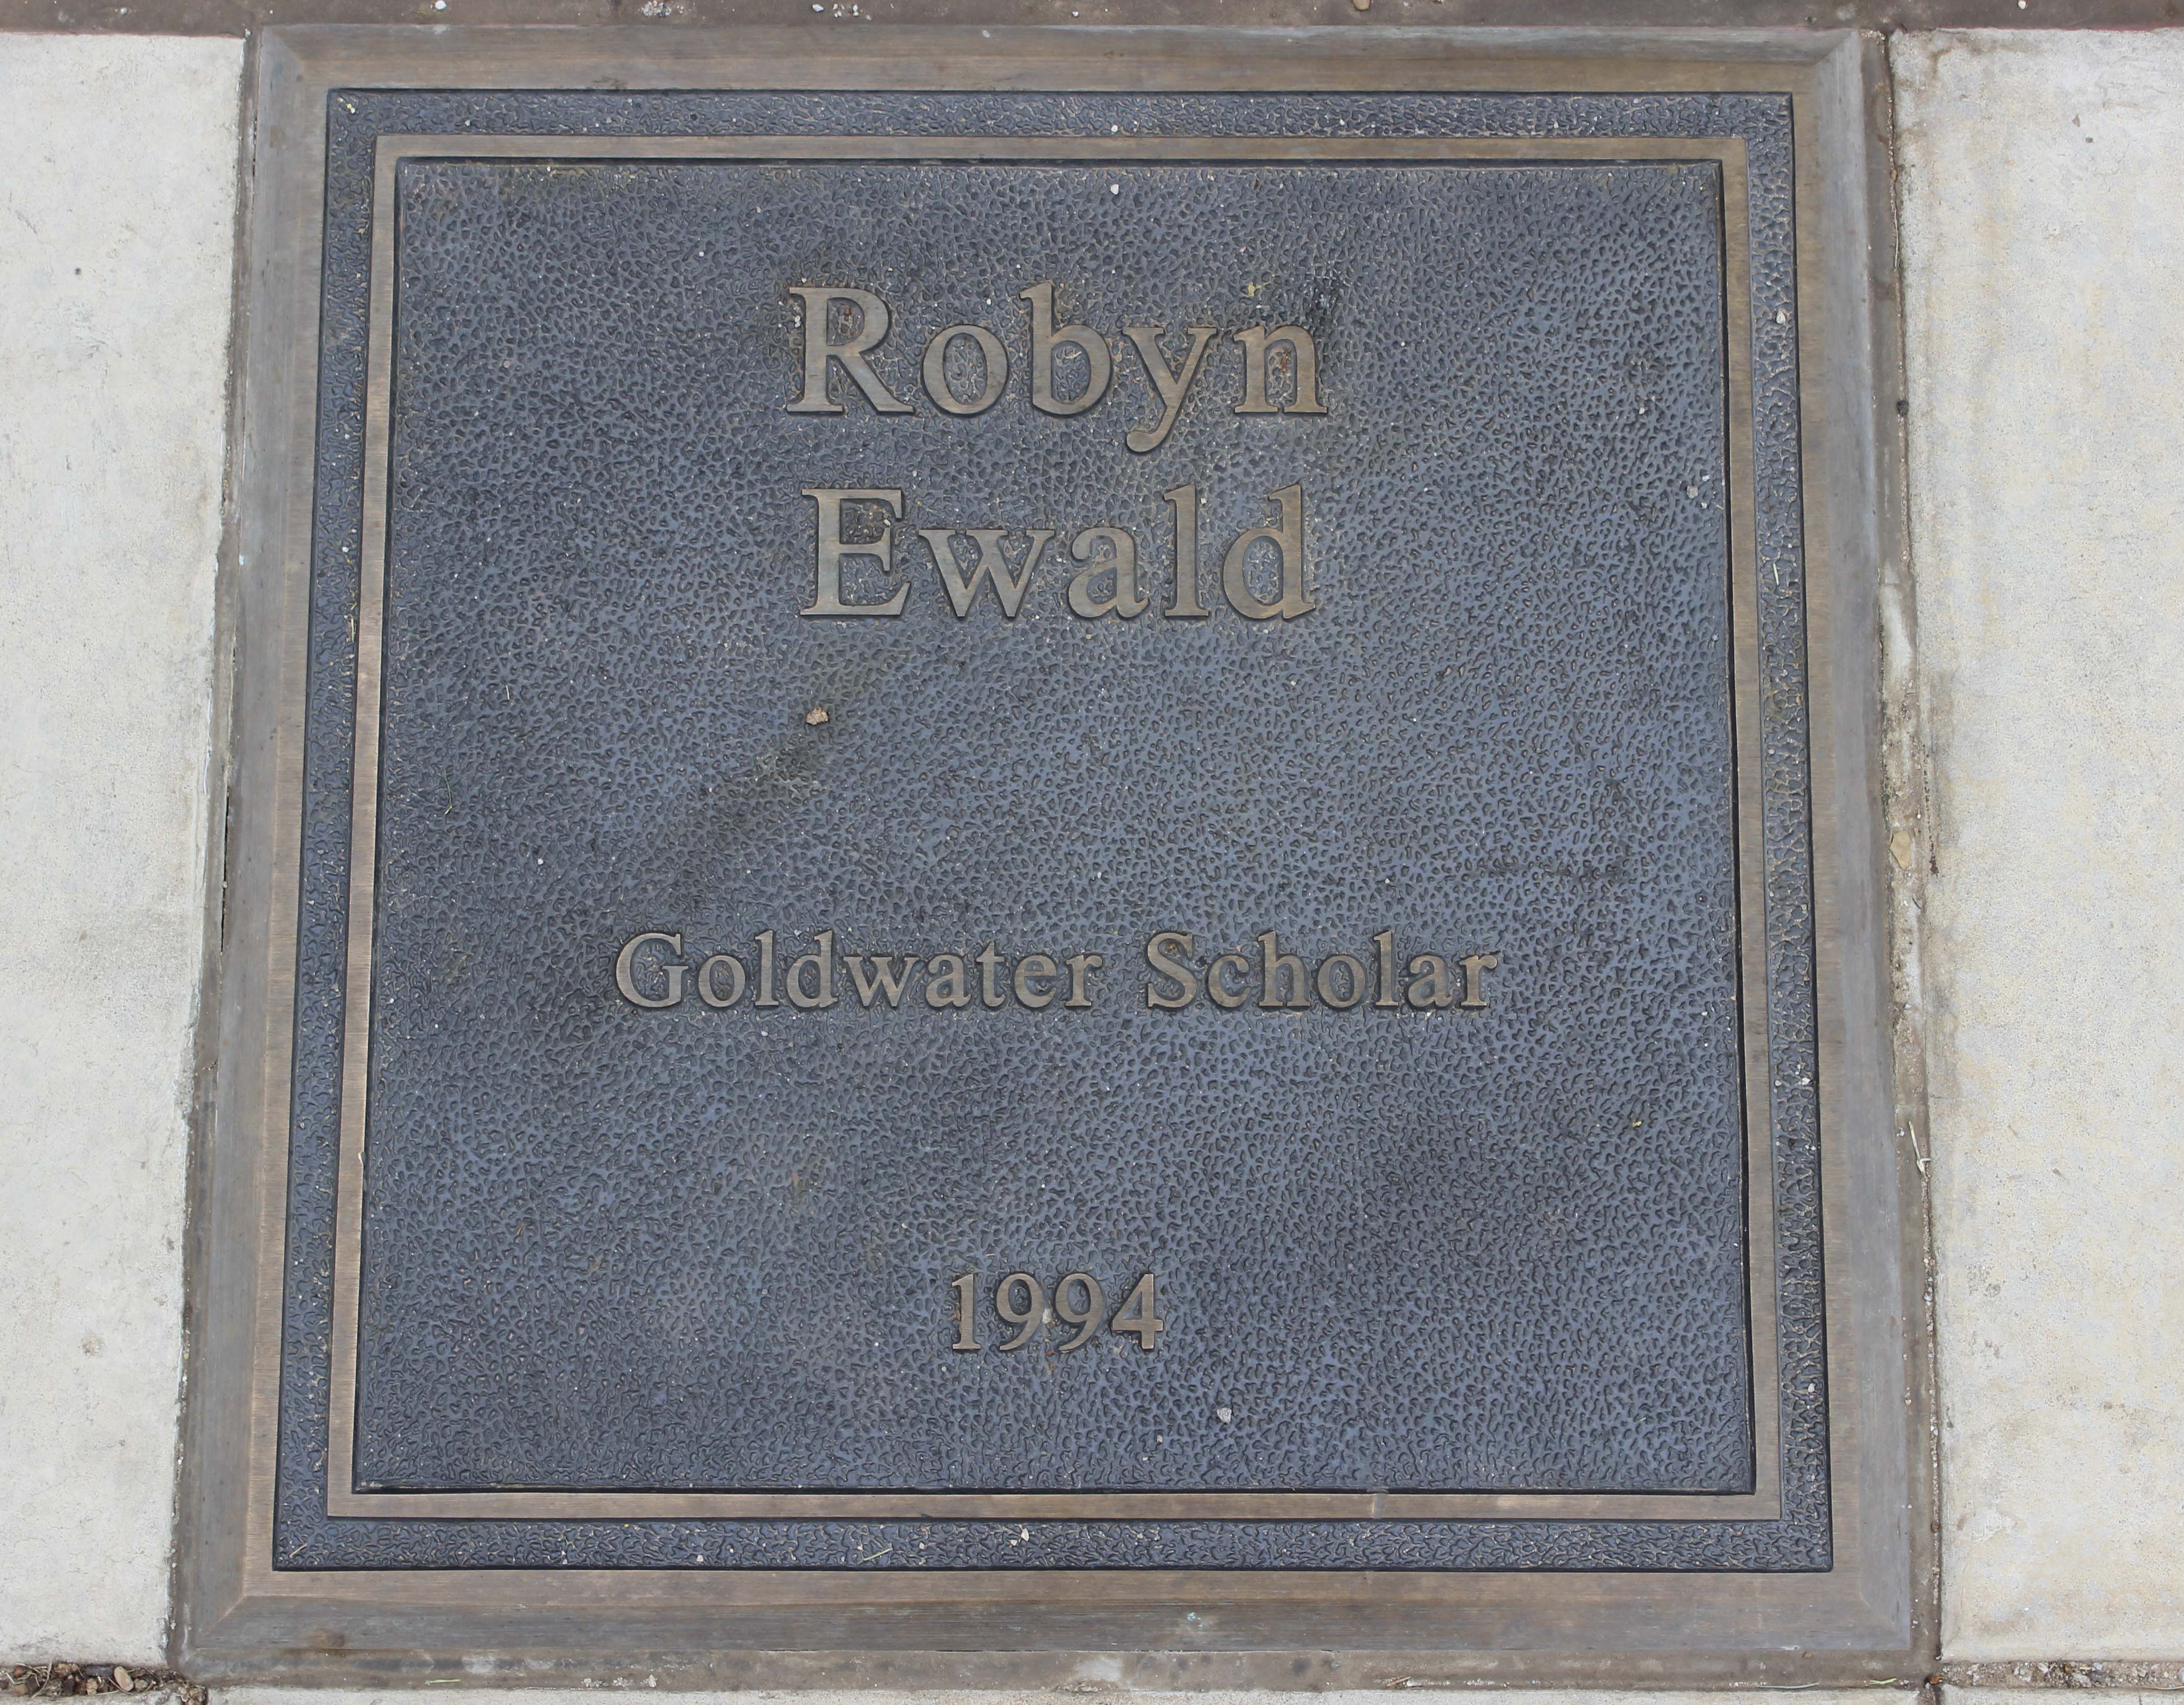 Robyn
Ewald
Goldwater Scholar
1994